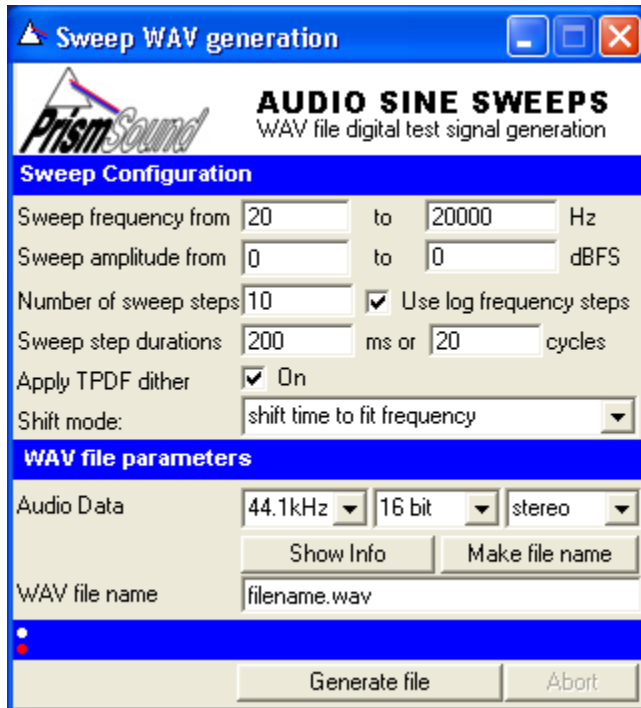 Sweep WAV generation
PrismSound
AUDIO SINE SWEEPS
WAV file digital test signal generation
Sweep Configuration
Sweep frequency from 20 to 20000 Hz
Sweep amplitude from 0 to 0 dBFS
Number of sweep steps 10 Use log frequency steps
Sweep step durations 200 ms or 20 cycles
Apply TPDF dither On
Shift mode: shift time to fit frequency
WAV file parameters
Audio Data 44.1kHz 16 bit stereo
Show Info Make file name
WAV file name filename.wav
Generate file Abort